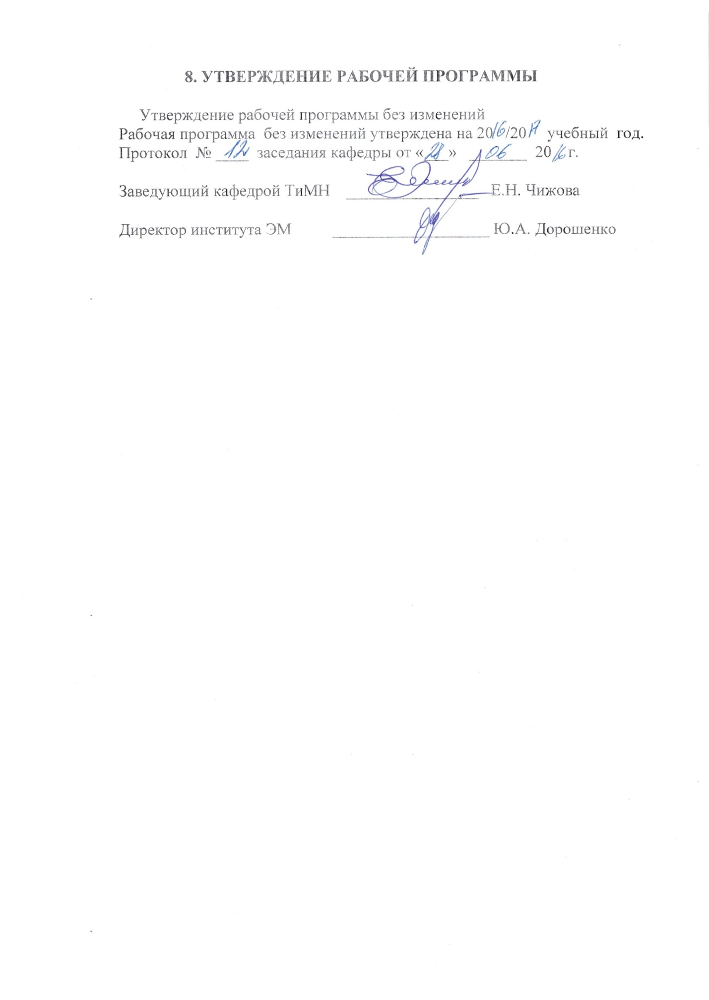 8. УТВЕРЖДЕНИЕ РАБОЧЕЙ ПРОГРАММЫ
Утверждение рабочей программы без изменений
Рабочая программа без изменений утверждена на 2016/2017 учебный год.
Протокол № 12 заседания кафедры от «28» 06 2016 г.
Заведующий кафедрой ТиМН Е.Н. Чижова
Директор института ЭМ Ю.А. Дорошенко